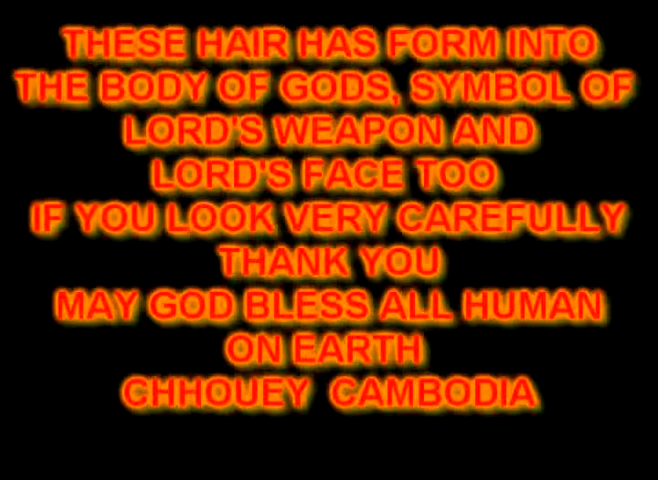 THESE HAIR HAS FORM INTO
THE BODY OF GODS, SYMBOL OF
LORD'S WEAPON AND
LORD'S FACE TOO
IF YOU LOOK VERY CAREFULLY
THANK YOU
MAY GOD BLESS ALL HUMAN
ON EARTH
CHHOUEY  CAMBODIA